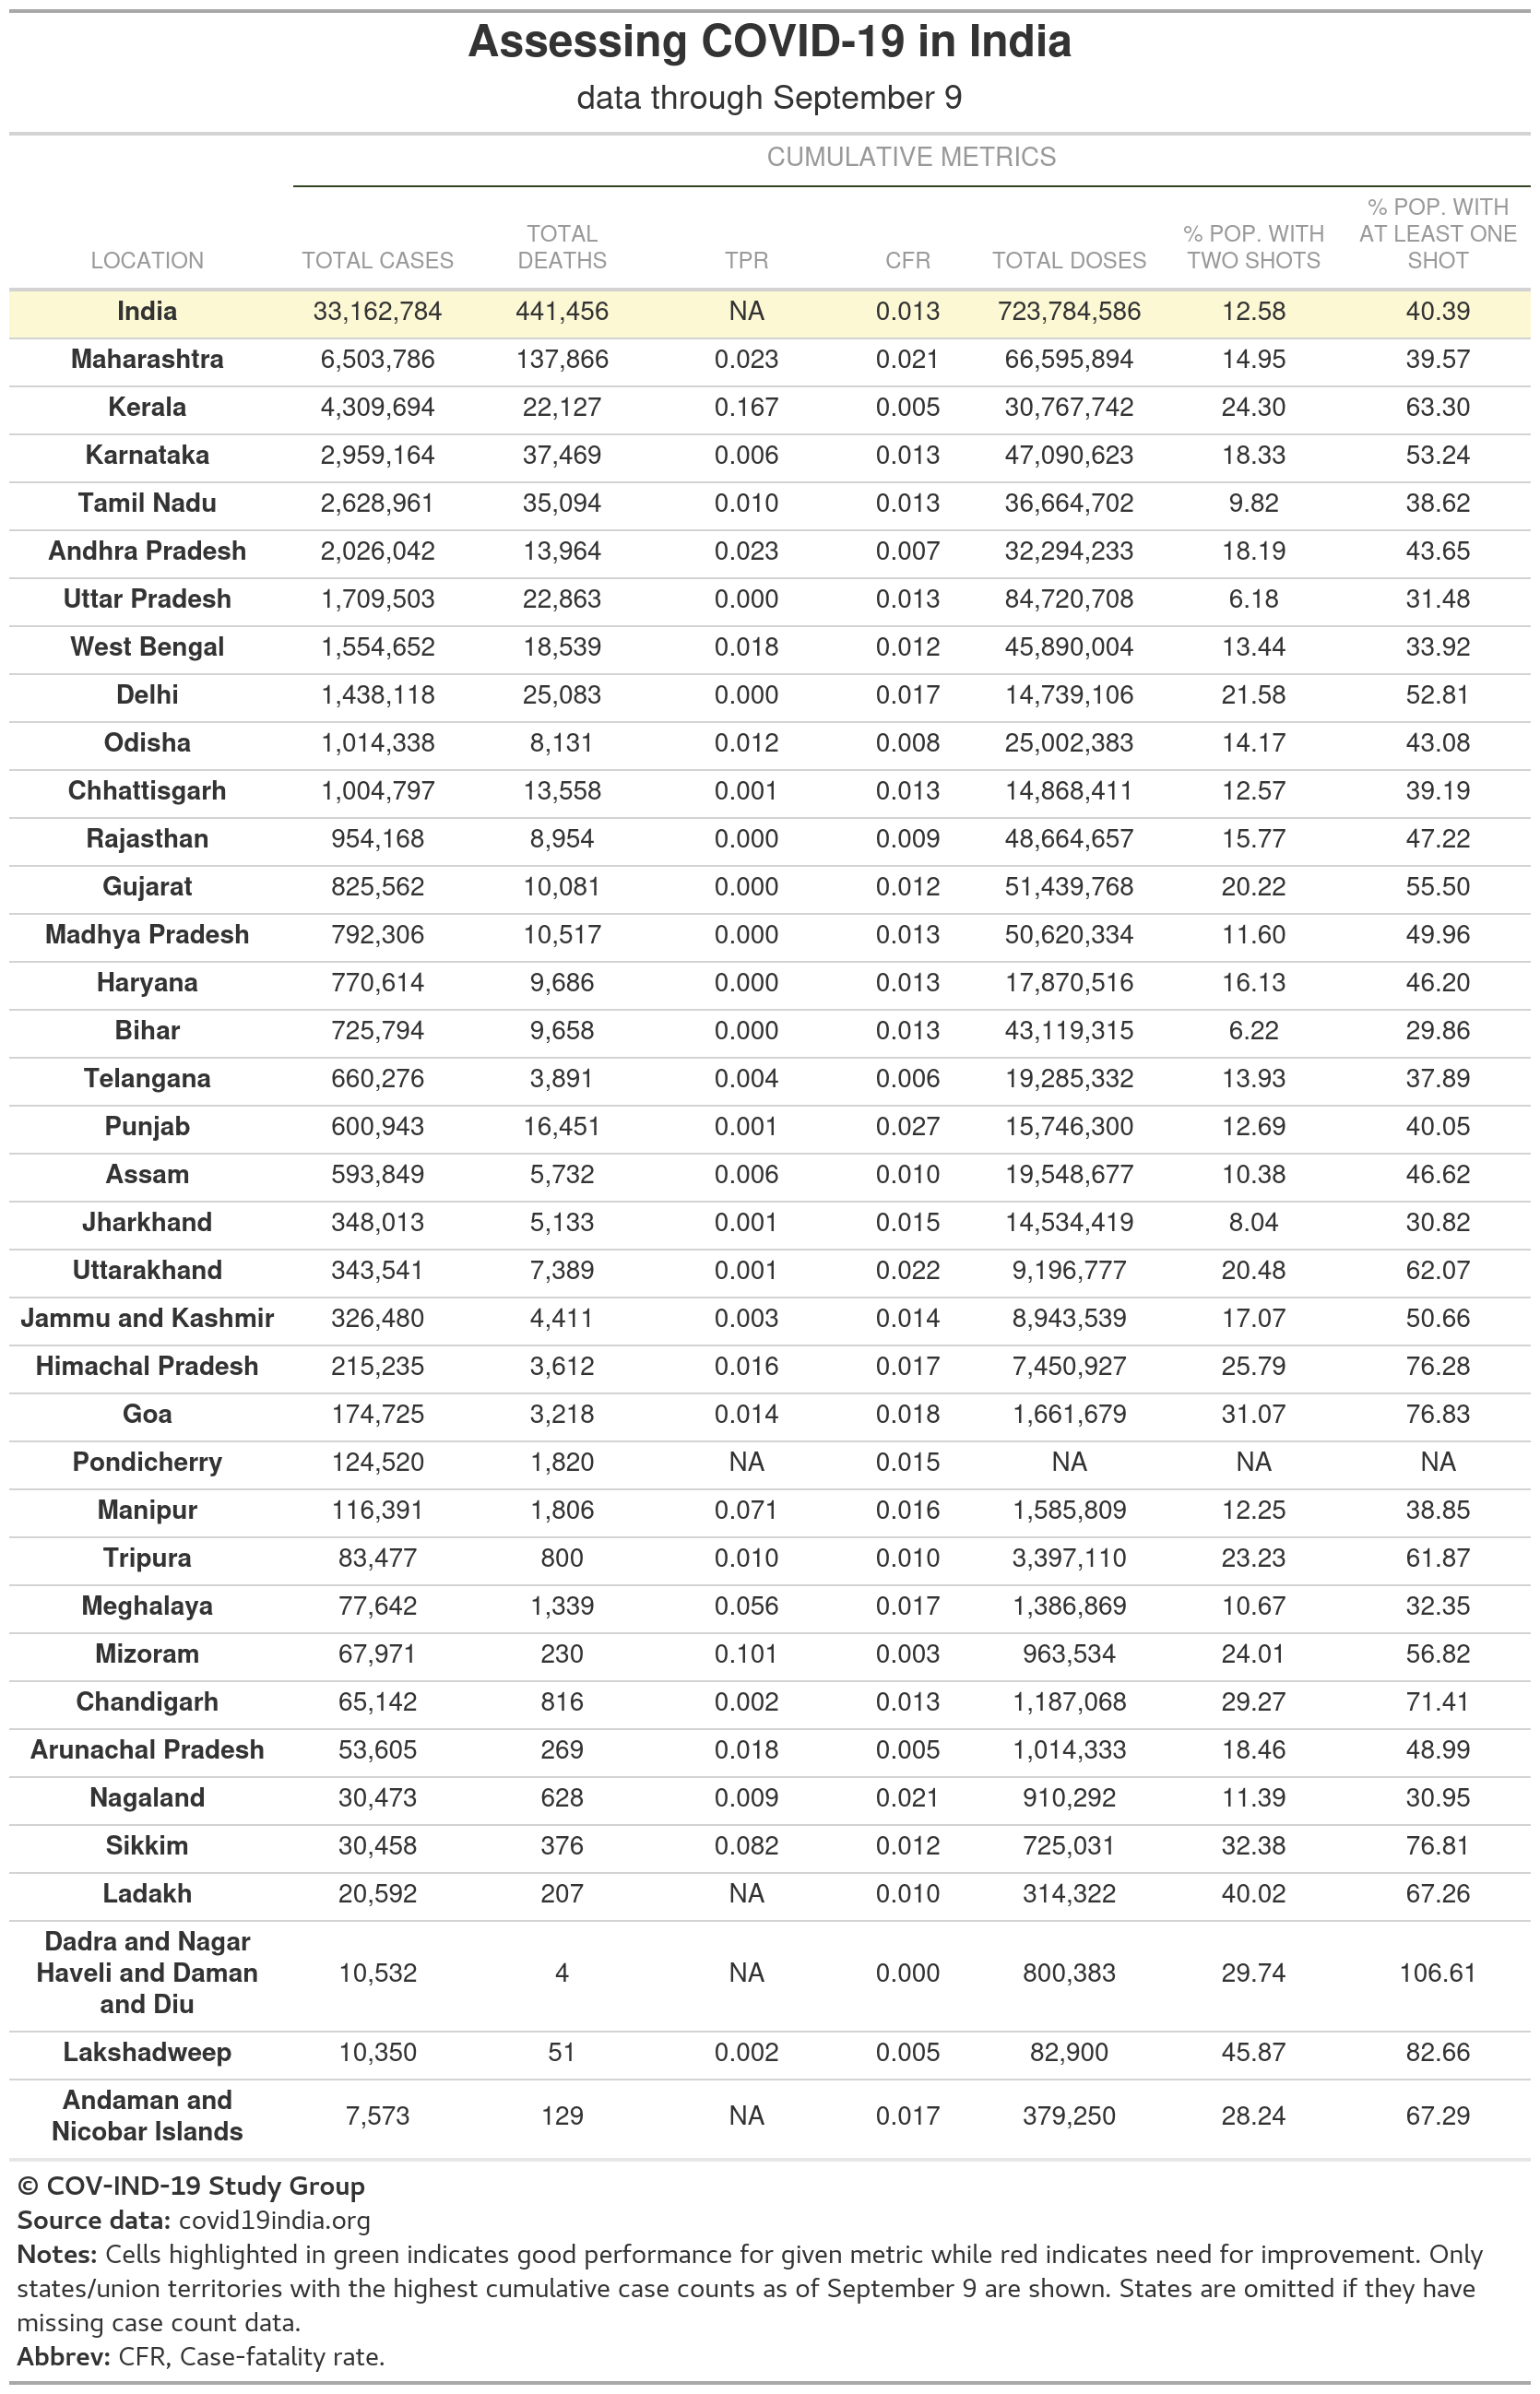 Assessing COVID-19 in India
data through September 9
CUMULATIVE METRICS
LOCATION TOTAL CASES TOTAL DEATHS TPR CFR TOTAL DOSES % POP. WITH TWO SHOTS % POP. WITH AT LEAST ONE SHOT
India 33,162,784 441,456 NA 0.013 723,784,586 12.58 40.39
Maharashtra 6,503,786 137,866 0.023 0.021 66,595,894 14.95 39.57
Kerala 4,309,694 22,127 0.167 0.005 30,767,742 24.30 63.30
Karnataka 2,959,164 37,469 0.006 0.013 47,090,623 18.33 53.24
Tamil Nadu 2,628,961 35,094 0.010 0.013 36,664,702 9.82 38.62
Andhra Pradesh 2,026,042 13,964 0.023 0.007 32,294,233 18.19 43.65
Uttar Pradesh 1,709,503 22,863 0.000 0.013 84,720,708 6.18 31.48
West Bengal 1,554,652 18,539 0.018 0.012 45,890,004 13.44 33.92
Delhi 1,438,118 25,083 0.000 0.017 14,739,106 21.58 52.81
Odisha 1,014,338 8,131 0.012 0.008 25,002,383 14.17 43.08
Chhattisgarh 1,004,797 13,558 0.001 0.013 14,868,411 12.57 39.19
Rajasthan 954,168 8,954 0.000 0.009 48,664,657 15.77 47.22
Gujarat 825,562 10,081 0.000 0.012 51,439,768 20.22 55.50
Madhya Pradesh 792,306 10,517 0.000 0.013 50,620,334 11.60 49.96
Haryana 770,614 9,686 0.000 0.013 17,870,516 16.13 46.20
Bihar 725,794 9,658 0.000 0.013 43,119,315 6.22 29.86
Telangana 660,276 3,891 0.004 0.006 19,285,332 13.93 37.89
Punjab 600,943 16,451 0.001 0.027 15,746,300 12.69 40.05
Assam 593,849 5,732 0.006 0.010 19,548,677 10.38 46.62
Jharkhand 348,013 5,133 0.001 0.015 14,534,419 8.04 30.82
Uttarakhand 343,541 7,389 0.001 0.022 9,196,777 20.48 62.07
Jammu and Kashmir 326,480 4,411 0.003 0.014 8,943,539 17.07 50.66
Himachal Pradesh 215,235 3,612 0.016 0.017 7,450,927 25.79 76.28
Goa 174,725 3,218 0.014 0.018 1,661,679 31.07 76.83
Pondicherry 124,520 1,820 NA 0.015 NA NA NA
Manipur 116,391 1,806 0.071 0.016 1,585,809 12.25 38.85
Tripura 83,477 800 0.010 0.010 3,397,110 23.23 61.87
Meghalaya 77,642 1,339 0.056 0.017 1,386,869 10.67 32.35
Mizoram 67,971 230 0.101 0.003 963,534 24.01 56.82
Chandigarh 65,142 816 0.002 0.013 1,187,068 29.27 71.41
Arunachal Pradesh 53,605 269 0.018 0.005 1,014,333 18.46 48.99
Nagaland 30,473 628 0.009 0.021 910,292 11.39 30.95
Sikkim 30,458 376 0.082 0.012 725,031 32.38 76.81
Ladakh 20,592 207 NA 0.010 314,322 40.02 67.26
Dadra and Nagar Haveli and Daman and Diu 10,532 4 NA 0.000 800,383 29.74 106.61
Lakshadweep 10,350 51 0.002 0.005 82,900 45.87 82.66
Andaman and Nicobar Islands 7,573 129 NA 0.017 379,250 28.24 67.29
© COV-IND-19 Study Group
Source data: covid19india.org
Notes: Cells highlighted in green indicates good performance for given metric while red indicates need for improvement. Only
states/union territories with the highest cumulative case counts as of September 9 are shown. States are omitted if they have
missing case count data.
Abbrev: CFR, Case-fatality rate.